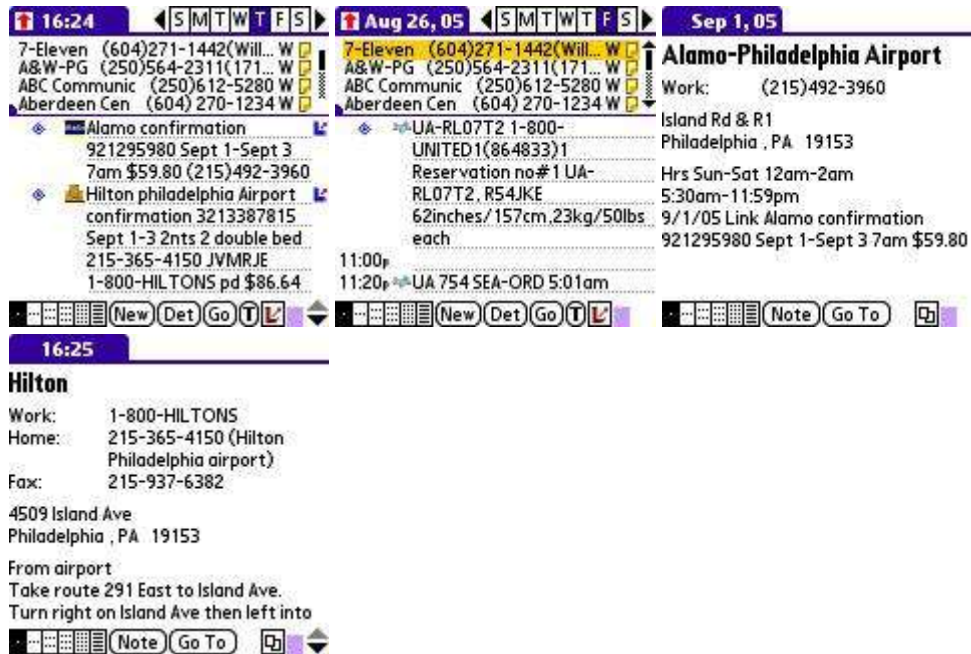 16:24
S M T W T F S
7-Eleven (604)271-1442(Will... W
A&W-PG (250)564-2311(171... W
ABC Communic (250)612-5280 W
Aberdeen Cen (604) 270-1234 W
Alamo confirmation
921295980 Sept 1-Sept 3
7am $59.80 (215)492-3960
Hilton philadelphia Airport
confirmation 3213387815
Sept 1-3 2nts 2 double bed
215-365-4150 JVMRJE
1-800-HILTONS pd $86.64
New Det Go T
Aug 26, 05
S M T W T F S
7-Eleven (604)271-1442(Will... W
A&W-PG (250)564-2311(171... W
ABC Communic (250)612-5280 W
Aberdeen Cen (604) 270-1234 W
UA-RL07T2 1-800-
UNITED1(864833)1
Reservation no#1 UA-
RL07T2, R54JKE
62inches/157cm,23kg/50lbs
each
11:00p
11:20p UA 754 SEA-ORD 5:01am
New Det Go T
Sep 1, 05
Alamo-Philadelphia Airport
Work: (215)492-3960
Island Rd & R1
Philadelphia , PA 19153
Hrs Sun-Sat 12am-2am
5:30am-11:59pm
9/1/05 Link Alamo confirmation
921295980 Sept 1-Sept 3 7am $59.80
Note Go To
16:25
Hilton
Work: 1-800-HILTONS
Home: 215-365-4150 (Hilton
Philadelphia airport)
Fax: 215-937-6382
4509 Island Ave
Philadelphia , PA 19153
From airport
Take route 291 East to Island Ave.
Turn right on Island Ave then left into
Note Go To